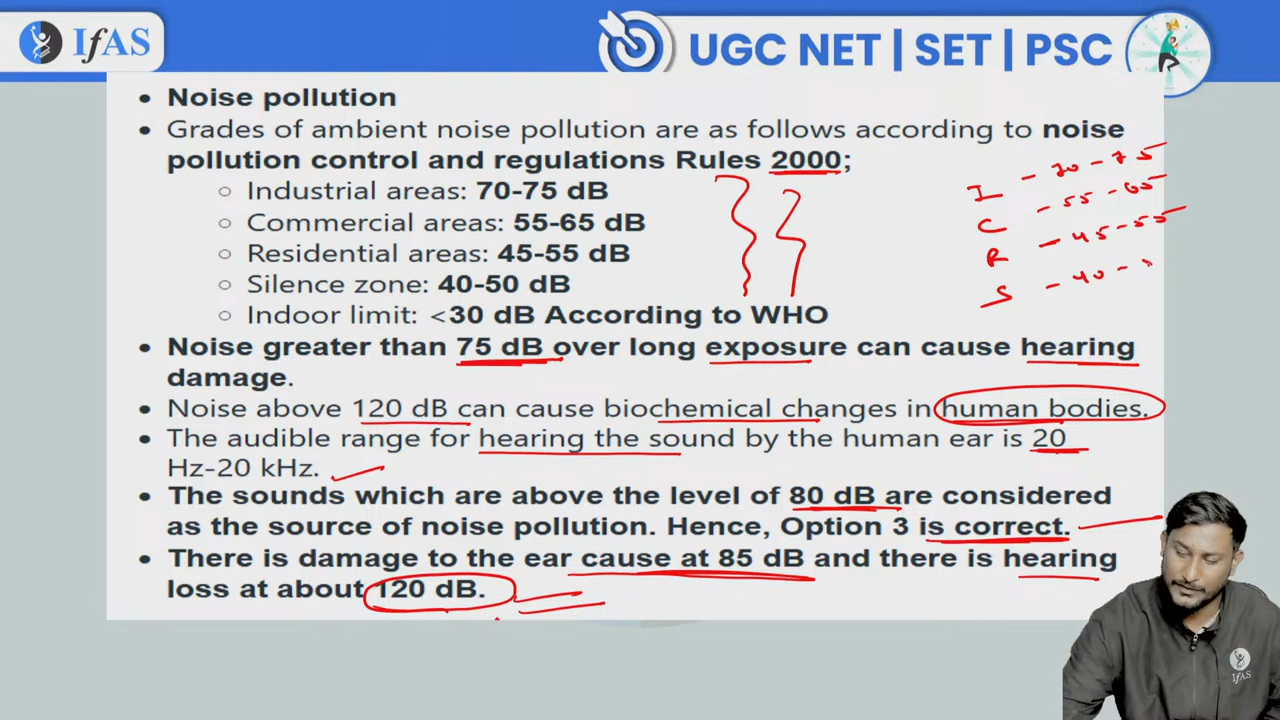 IfAS
UGC NET | SET | PSC
• Noise pollution
• Grades of ambient noise pollution are as follows according to noise
pollution control and regulations Rules 2000;
○ Industrial areas: 70-75 dB
○ Commercial areas: 55-65 dB
○ Residential areas: 45-55 dB
○ Silence zone: 40-50 dB
○ Indoor limit: <30 dB According to WHO
I - 70-75
C - 55-65
R - 45-55
S - 40-
• Noise greater than 75 dB over long exposure can cause hearing
damage.
• Noise above 120 dB can cause biochemical changes in human bodies.
• The audible range for hearing the sound by the human ear is 20
Hz-20 kHz.
• The sounds which are above the level of 80 dB are considered
as the source of noise pollution. Hence, Option 3 is correct.
• There is damage to the ear cause at 85 dB and there is hearing
loss at about 120 dB.
IfAS